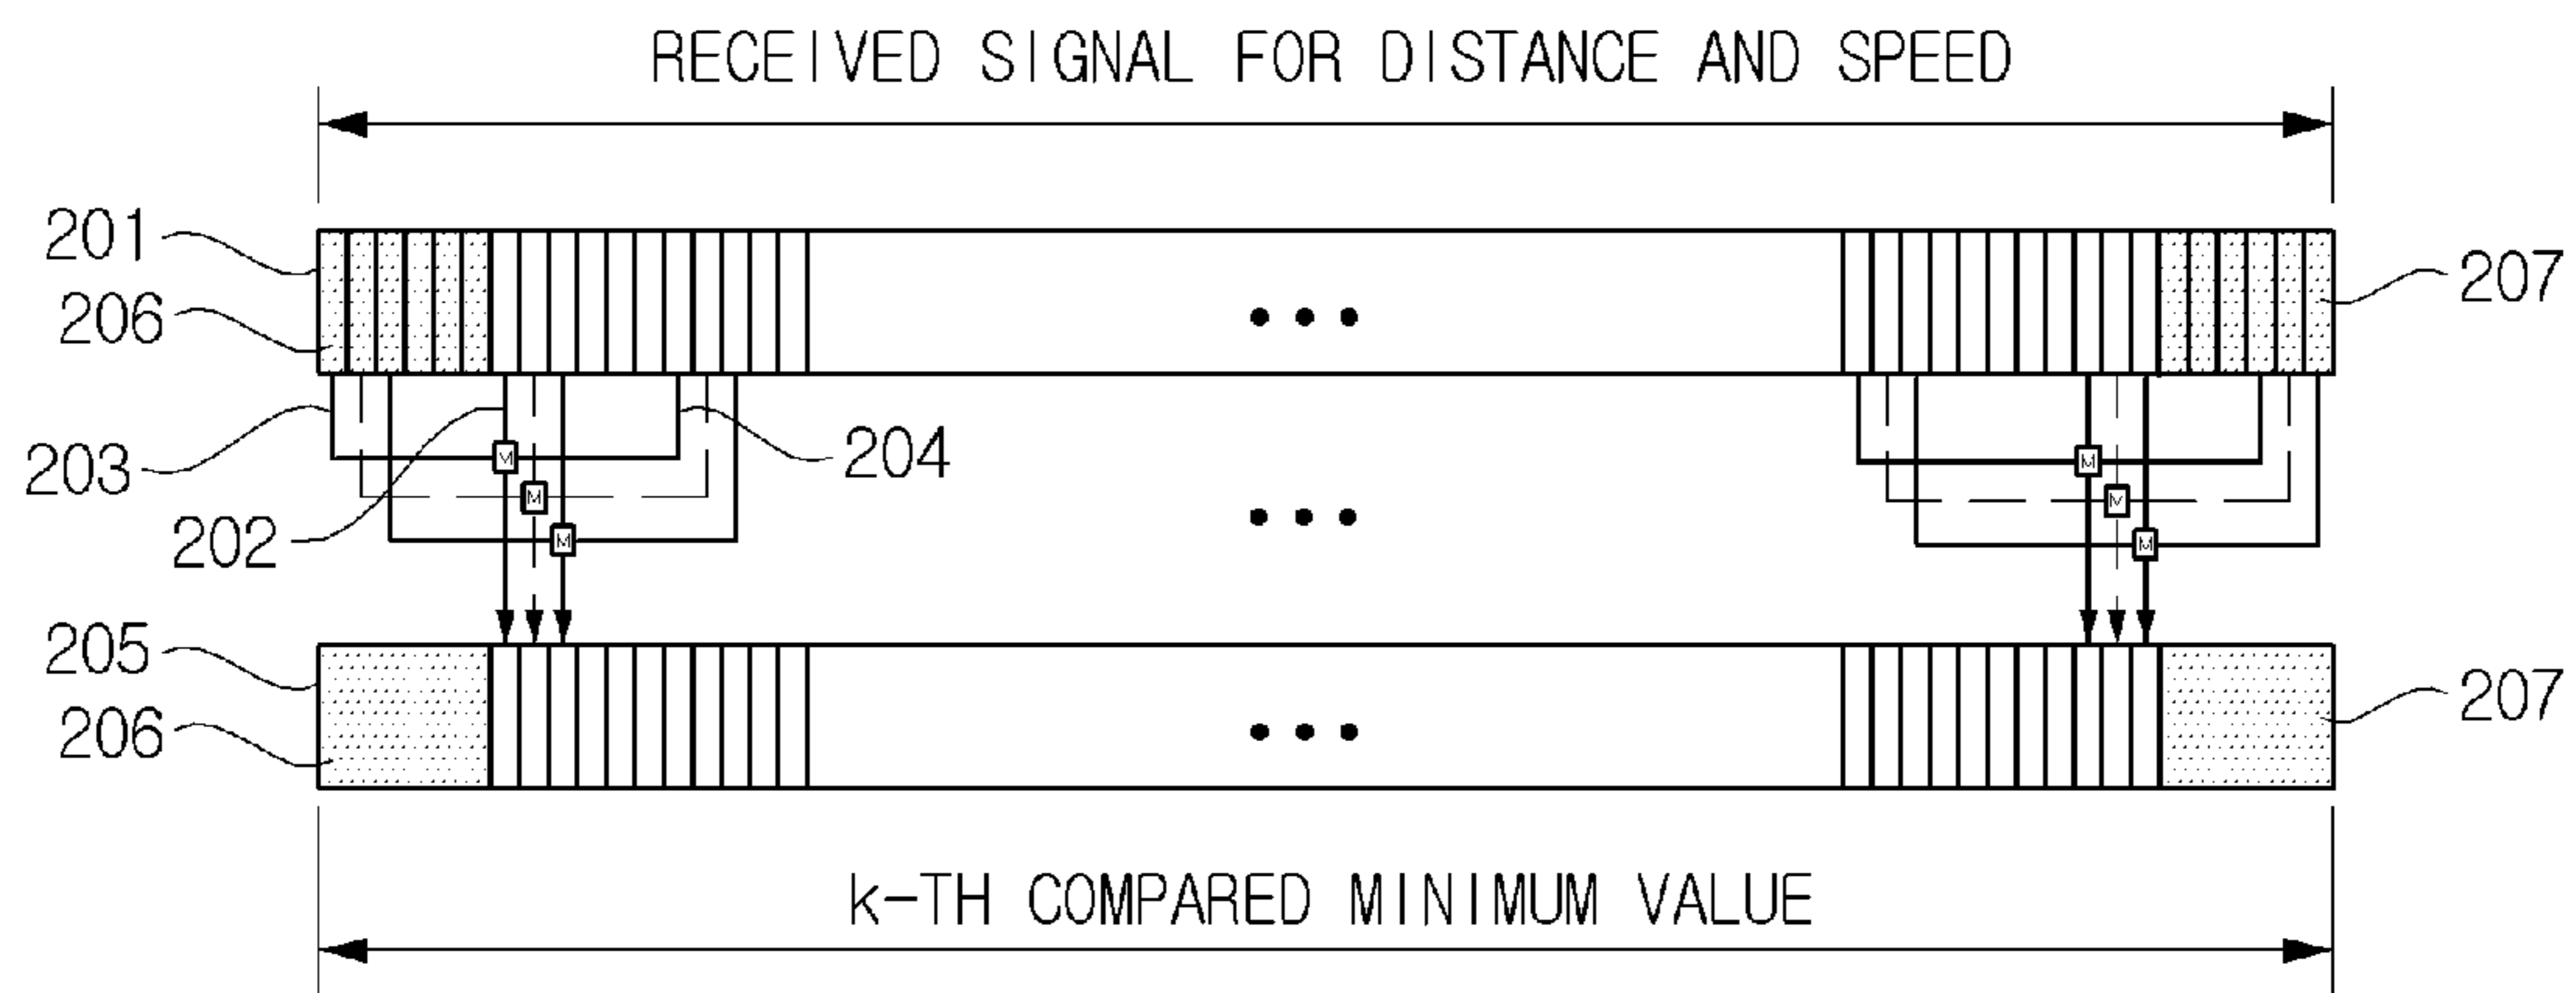 RECEIVED SIGNAL FOR DISTANCE AND SPEED
201
206
207
203
202
204
M
M
M
M
M
M
205
206
207
k-TH COMPARED MINIMUM VALUE